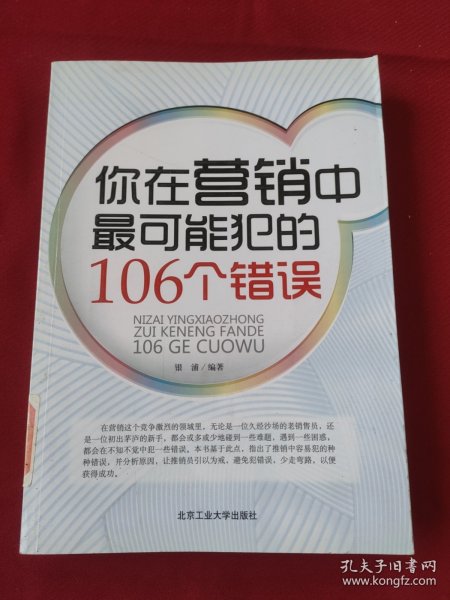 你在营销中
最可能犯的
106个错误
NIZAI YINGXIAOZHONG
ZUI KENENG FANDE
106 GE CUOWU
银浦/编著
在营销这个竞争激烈的领域里，无论是一位久经沙场的老销售员，还
是一位初出茅庐的新手，都会或多或少地碰到一些难题，遇到一些困惑，
都会在不知不觉中犯一些错误。本书基于此点，指出了推销中容易犯的种
种错误，并分析原因，让推销员引以为戒，避免犯错误，少走弯路，以便
获得成功。
北京工业大学出版社
孔夫子旧书网
www.kongfz.com